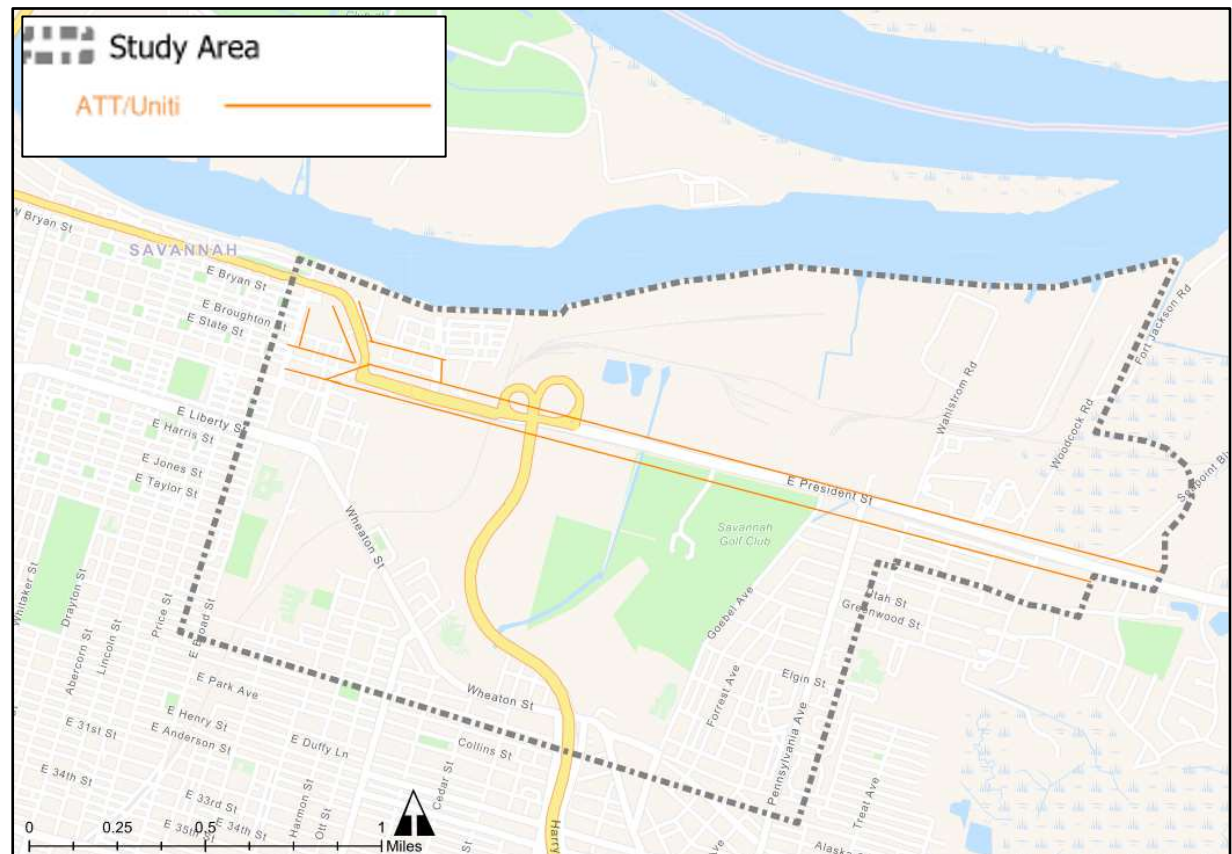 Study Area
ATT/Uniti
W Bryan St
SAVANNAH
E Bryan St
E Broughton St
E State St
E Liberty St
E Harris St
E Jones St
E Taylor St
Whitaker St
Drayton St
Abercorn St
Lincoln St
Price St
E Broad St
Wheaton St
E Park Ave
E Henry St
E 31st St
E Anderson St
E Duffy Ln
E 34th St
E 33rd St
E 34th St
E 35th St
Harmon St
Ott St
Cedar St
Collins St
Wheaton St
Harry
Savannah
Golf Club
E President St
Wahlstrom Rd
Woodcock Rd
Fort Jackson Rd
Goebel Ave
Forrest Ave
Pennsylvania Ave
Elgin St
Utah St
Greenwood St
Treat Ave
0 0.25 0.5 1
Miles